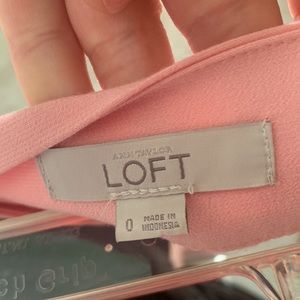 ANN TAYLOR
LOFT
0
MADE IN
INDONESIA